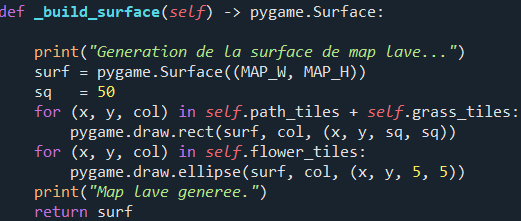 def _build_surface(self) -> pygame.Surface:
print("Generation de la surface de map lave...")
surf = pygame.Surface((MAP_W, MAP_H))
sq   = 50
for (x, y, col) in self.path_tiles + self.grass_tiles:
pygame.draw.rect(surf, col, (x, y, sq, sq))
for (x, y, col) in self.flower_tiles:
pygame.draw.ellipse(surf, col, (x, y, 5, 5))
print("Map lave generee.")
return surf